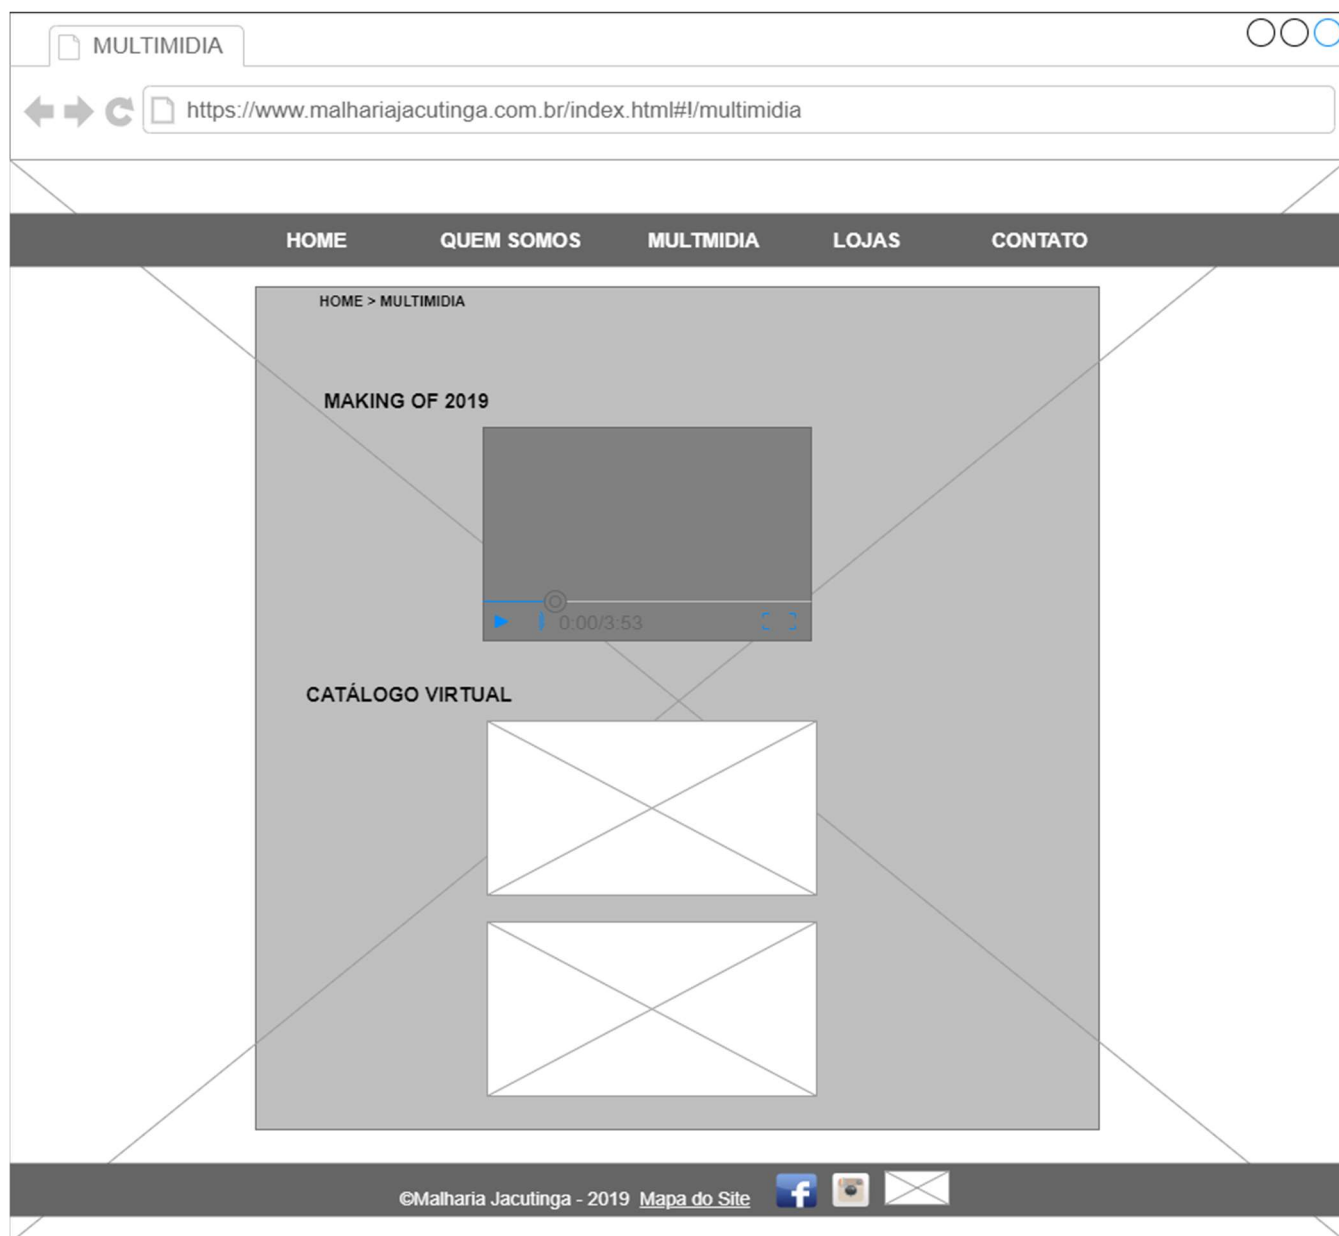 MULTIMIDIA
https://www.malhariajacutinga.com.br/index.html#!/multimidia
HOME QUEM SOMOS MULTMIDIA LOJAS CONTATO
HOME > MULTIMIDIA
MAKING OF 2019
0:00/3:53
CATÁLOGO VIRTUAL
©Malharia Jacutinga - 2019 Mapa do Site